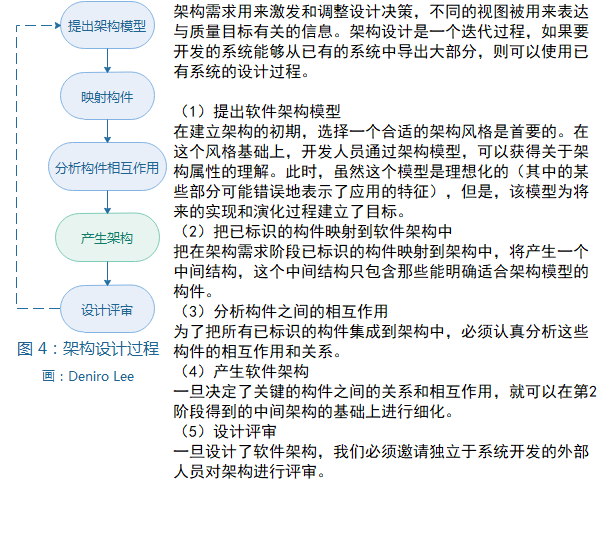 提出架构模型
映射构件
分析构件相互作用
产生架构
设计评审
图 4：架构设计过程
画：Deniro Lee
架构需求用来激发和调整设计决策，不同的视图被用来表达
与质量目标有关的信息。架构设计是一个迭代过程，如果要
开发的系统能够从已有的系统中导出大部分，则可以使用已
有系统的设计过程。
（1）提出软件架构模型
在建立架构的初期，选择一个合适的架构风格是首要的。在
这个风格基础上，开发人员通过架构模型，可以获得关于架
构属性的理解。此时，虽然这个模型是理想化的（其中的某
些部分可能错误地表示了应用的特征），但是，该模型为将
来的实现和演化过程建立了目标。
（2）把已标识的构件映射到软件架构中
把在架构需求阶段已标识的构件映射到架构中，将产生一个
中间结构，这个中间结构只包含那些能明确适合架构模型的
构件。
（3）分析构件之间的相互作用
为了把所有已标识的构件集成到架构中，必须认真分析这些
构件的相互作用和关系。
（4）产生软件架构
一旦决定了关键的构件之间的关系和相互作用，就可以在第2
阶段得到的中间架构的基础上进行细化。
（5）设计评审
一旦设计了软件架构，我们必须邀请独立于系统开发的外部
人员对架构进行评审。